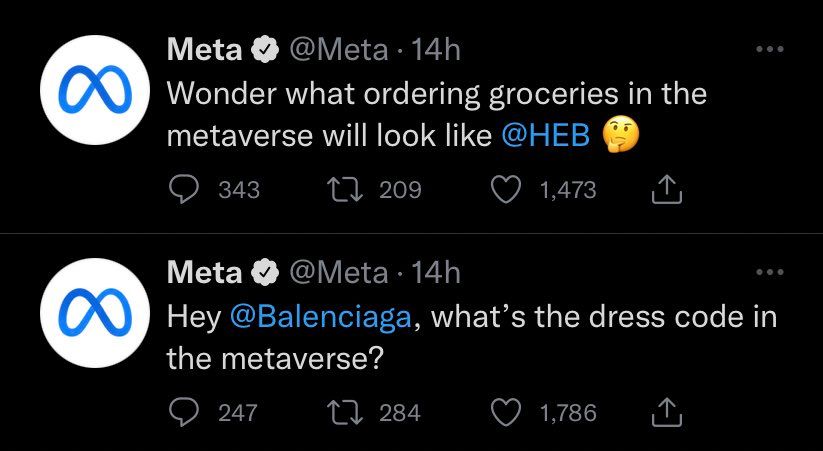 Meta @Meta · 14h
Wonder what ordering groceries in the
metaverse will look like @HEB 🤔
343 209 1,473
Meta @Meta · 14h
Hey @Balenciaga, what’s the dress code in
the metaverse?
247 284 1,786